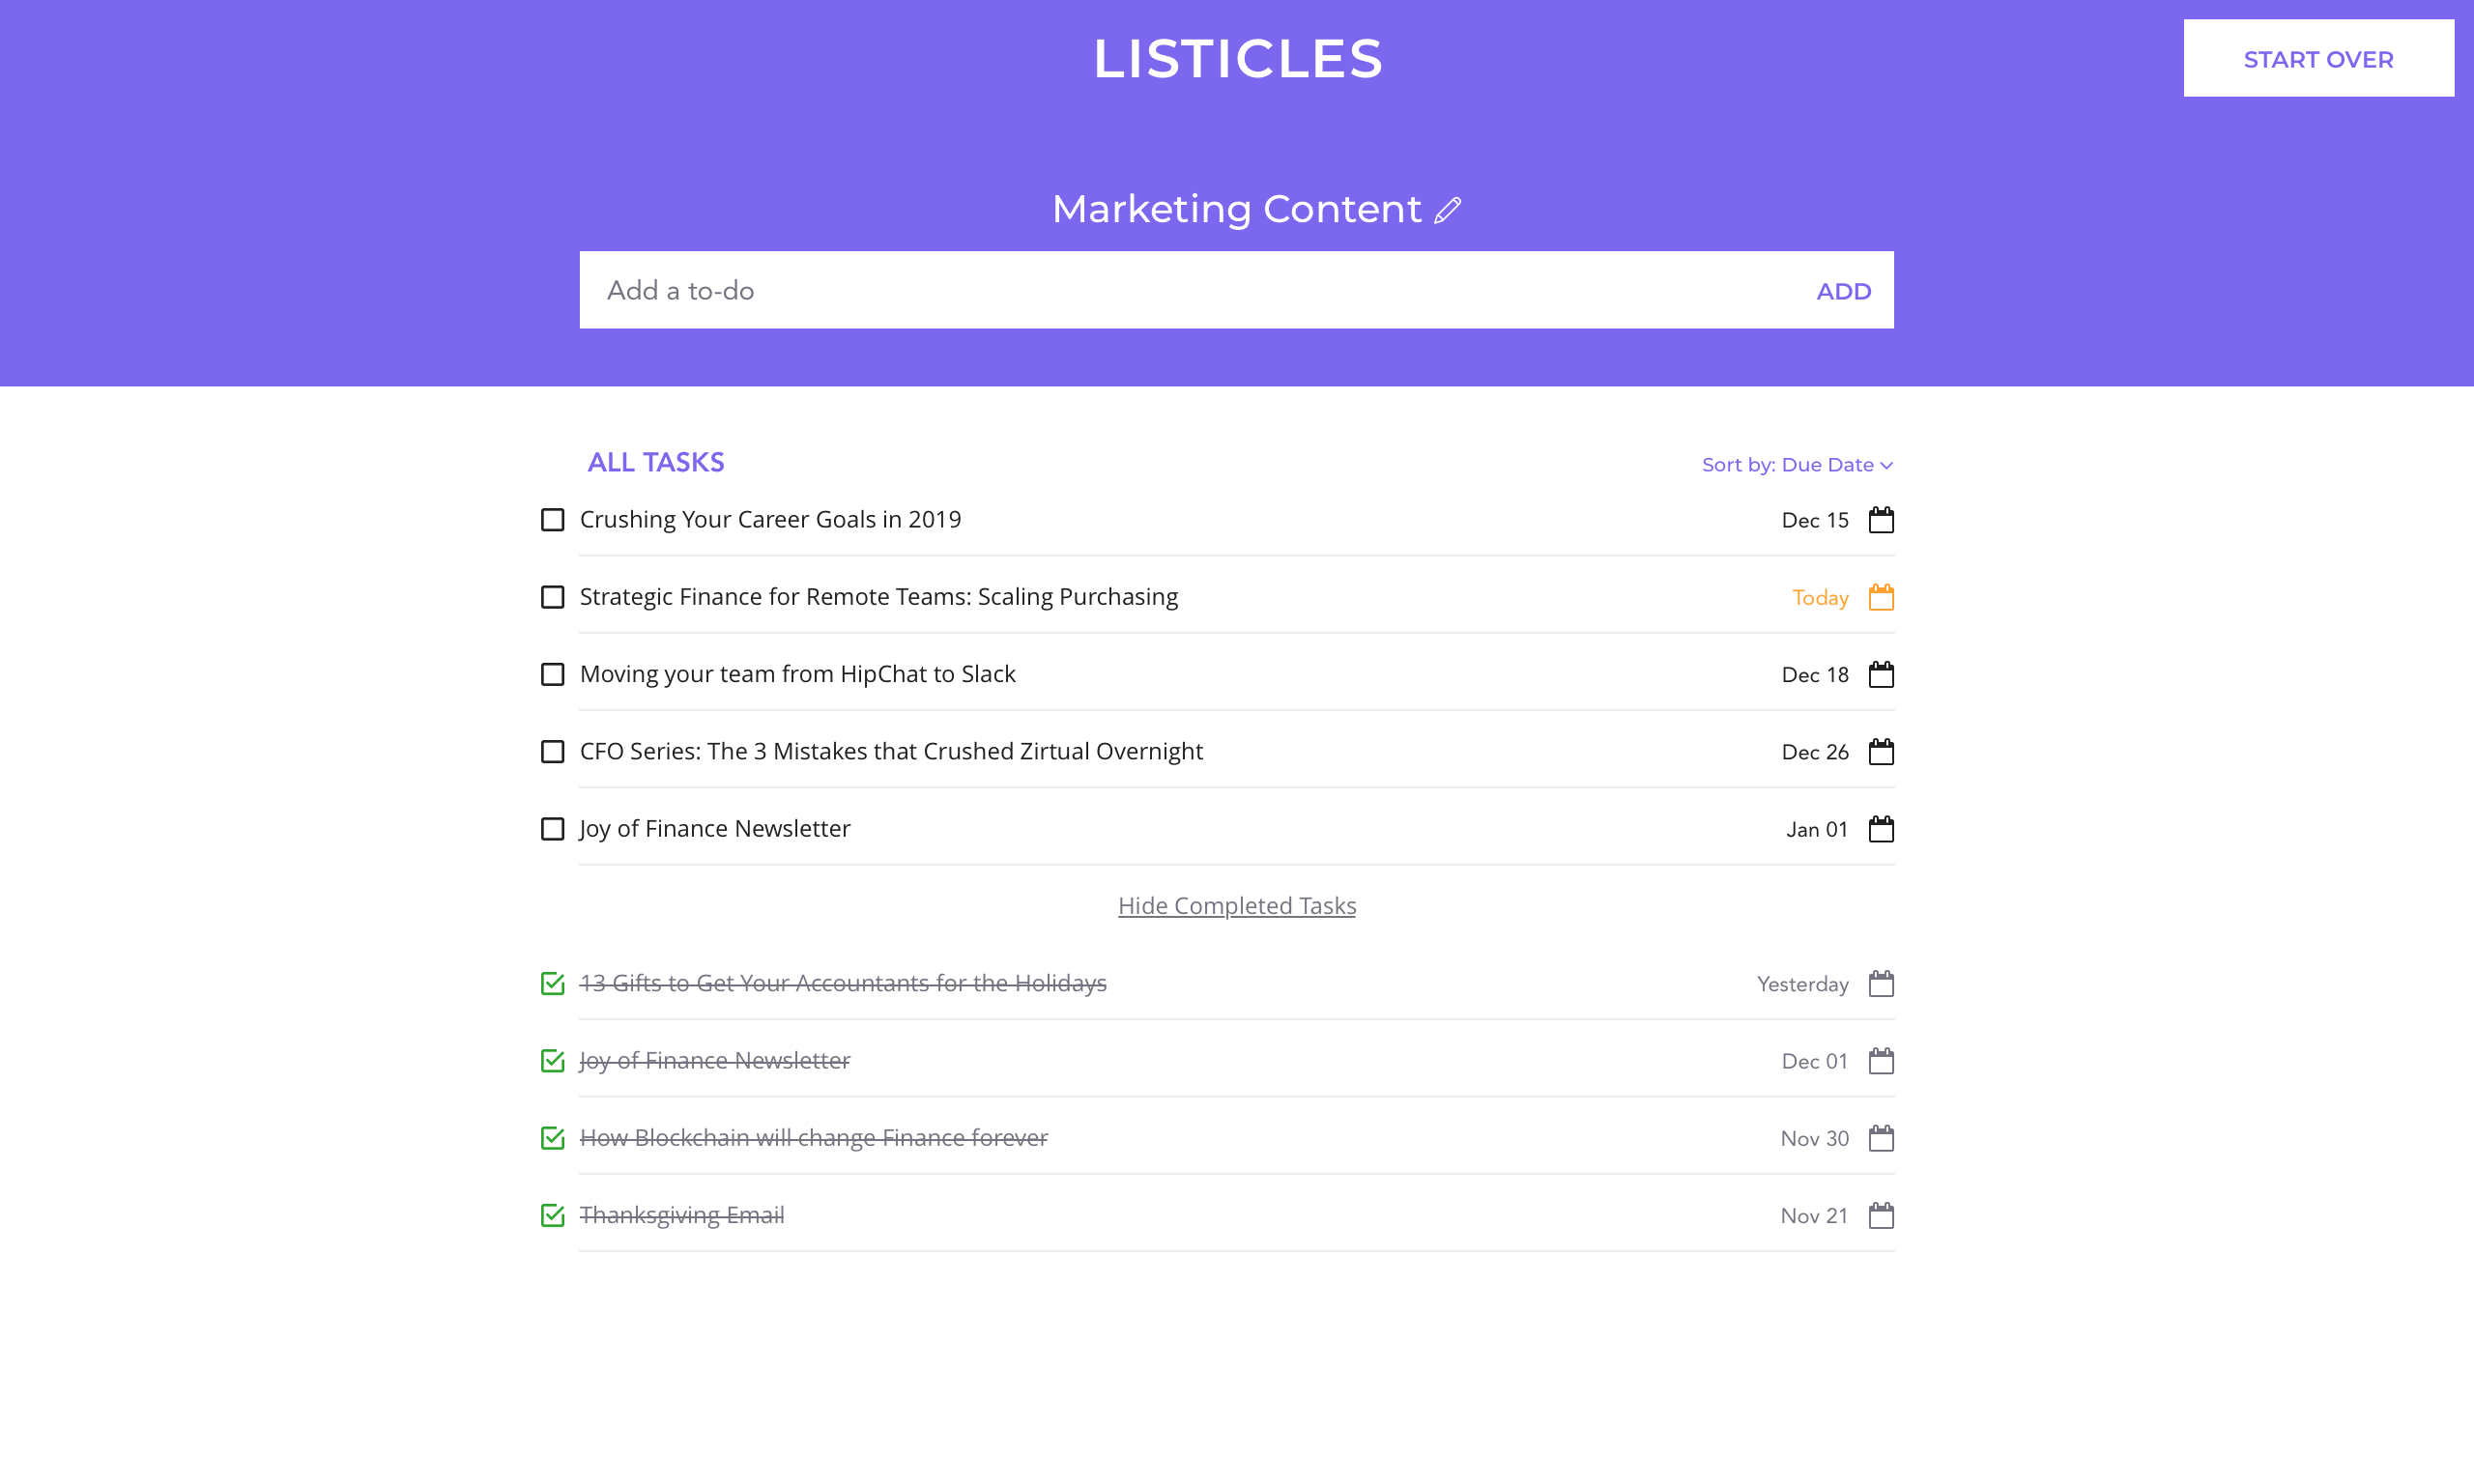 LISTICLES
START OVER
Marketing Content
Add a to-do ADD
ALL TASKS Sort by: Due Date
Crushing Your Career Goals in 2019 Dec 15
Strategic Finance for Remote Teams: Scaling Purchasing Today
Moving your team from HipChat to Slack Dec 18
CFO Series: The 3 Mistakes that Crushed Zirtual Overnight Dec 26
Joy of Finance Newsletter Jan 01
Hide Completed Tasks
13 Gifts to Get Your Accountants for the Holidays Yesterday
Joy of Finance Newsletter Dec 01
How Blockchain will change Finance forever Nov 30
Thanksgiving Email Nov 21